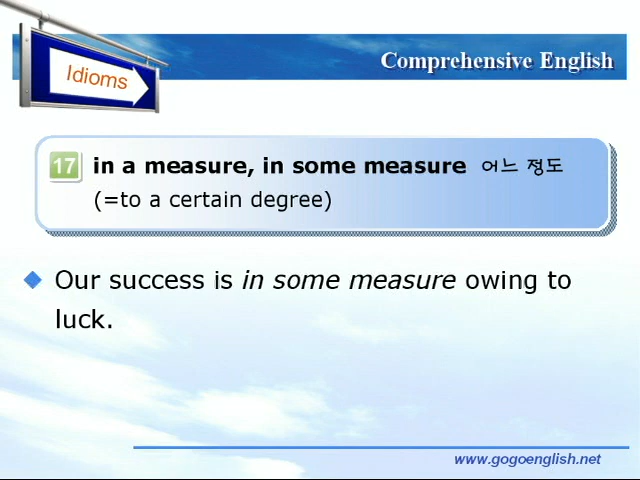 Idioms
Comprehensive English
17 in a measure, in some measure 어느 정도
(=to a certain degree)
Our success is in some measure owing to
luck.
www.gogoenglish.net